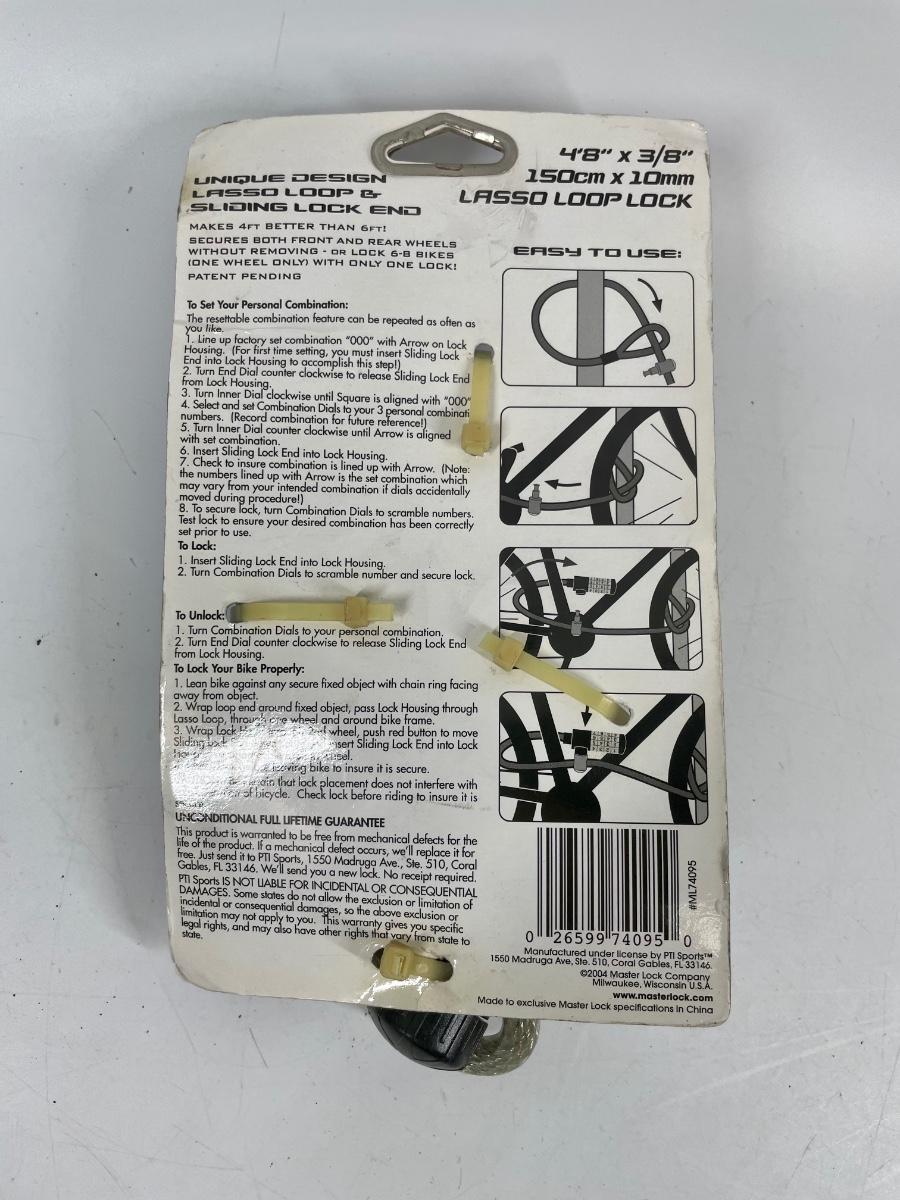 UNIQUE DESIGN
LASSO LOOP &
SLIDING LOCK END
MAKES 4FT BETTER THAN 6FT!
SECURES BOTH FRONT AND REAR WHEELS
WITHOUT REMOVING - OR LOCK 6-8 BIKES
(ONE WHEEL ONLY) WITH ONLY ONE LOCK!
PATENT PENDING
To Set Your Personal Combination:
The resettable combination feature can be repeated as often as
you like.
1. Line up factory set combination "000" with Arrow on Lock
Housing. (For first time setting, you must insert Sliding Lock
End into Lock Housing to accomplish this step!)
2. Turn End Dial counter clockwise to release Sliding Lock End
from Lock Housing.
3. Turn Inner Dial clockwise until Square is aligned with "000"
4. Select and set Combination Dials to your 3 personal combinati
numbers. (Record combination for future reference!)
5. Turn Inner Dial counter clockwise until Arrow is aligned
with set combination.
6. Insert Sliding Lock End into Lock Housing.
7. Check to insure combination is lined up with Arrow. (Note:
the numbers lined up with Arrow is the set combination which
may vary from your intended combination if dials accidentally
moved during procedure!)
8. To secure lock, turn Combination Dials to scramble numbers.
Test lock to ensure your desired combination has been correctly
set prior to use.
To Lock:
1. Insert Sliding Lock End into Lock Housing.
2. Turn Combination Dials to scramble number and secure lock.
To Unlock:
1. Turn Combination Dials to your personal combination.
2. Turn End Dial counter clockwise to release Sliding Lock End
from Lock Housing.
To Lock Your Bike Properly:
1. Lean bike against any secure fixed object with chain ring facing
away from object.
2. Wrap loop end around fixed object, pass Lock Housing through
Lasso Loop, through one wheel and around bike frame.
3. Wrap Lock wheel, push red button to move
Sliding Lock Insert Sliding Lock End into Lock
leaving bike to insure it is secure.
that lock placement does not interfere with
of bicycle. Check lock before riding to insure it is
UNCONDITIONAL FULL LIFETIME GUARANTEE
This product is warranted to be free from mechanical defects for the
life of the product. If a mechanical defect occurs, we'll replace it for
free. Just send it to PTI Sports, 1550 Madruga Ave., Ste. 510, Coral
Gables, FL 33146. We'll send you a new lock. No receipt required.
PTI Sports IS NOT LIABLE FOR INCIDENTAL OR CONSEQUENTIAL
DAMAGES. Some states do not allow the exclusion or limitation of
incidental or consequential damages, so the above exclusion or
limitation may not apply to you. This warranty gives you specific
legal rights, and may also have other rights that vary from state to
state.
4'8" x 3/8"
150cm x 10mm
LASSO LOOP LOCK
EASY TO USE:
#ML74095
0 26599 74095 0
Manufactured under license by PTI Sports™
1550 Madruga Ave, Ste. 510, Coral Gables, FL 33146.
©2004 Master Lock Company
Milwaukee, Wisconsin U.S.A.
www.masterlock.com
Made to exclusive Master Lock specifications in China